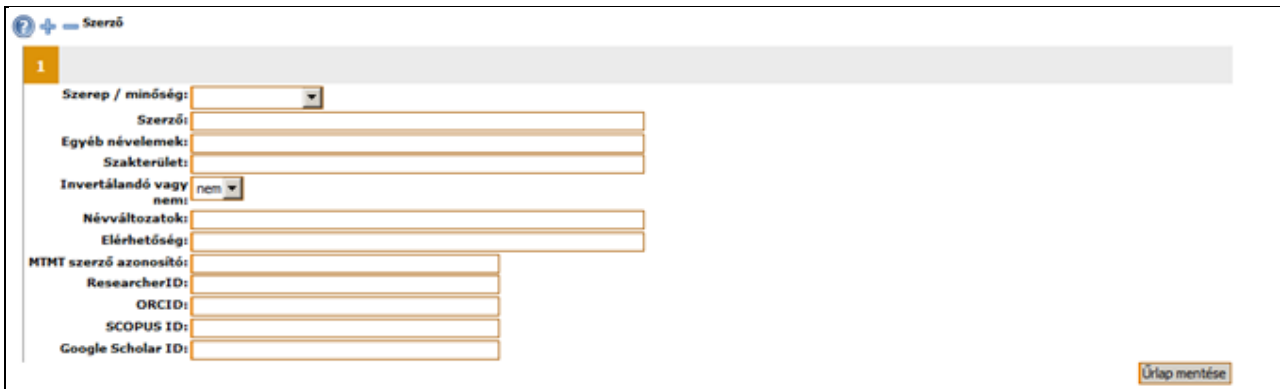 Szerző
1
Szerep / minőség:
Szerző:
Egyéb névelemek:
Szakterület:
Invertálandó vagy nem
nem:
Névváltozatok:
Elérhetőség:
MTMT szerző azonosító:
ResearcherID:
ORCID:
SCOPUS ID:
Google Scholar ID:
Űrlap mentése